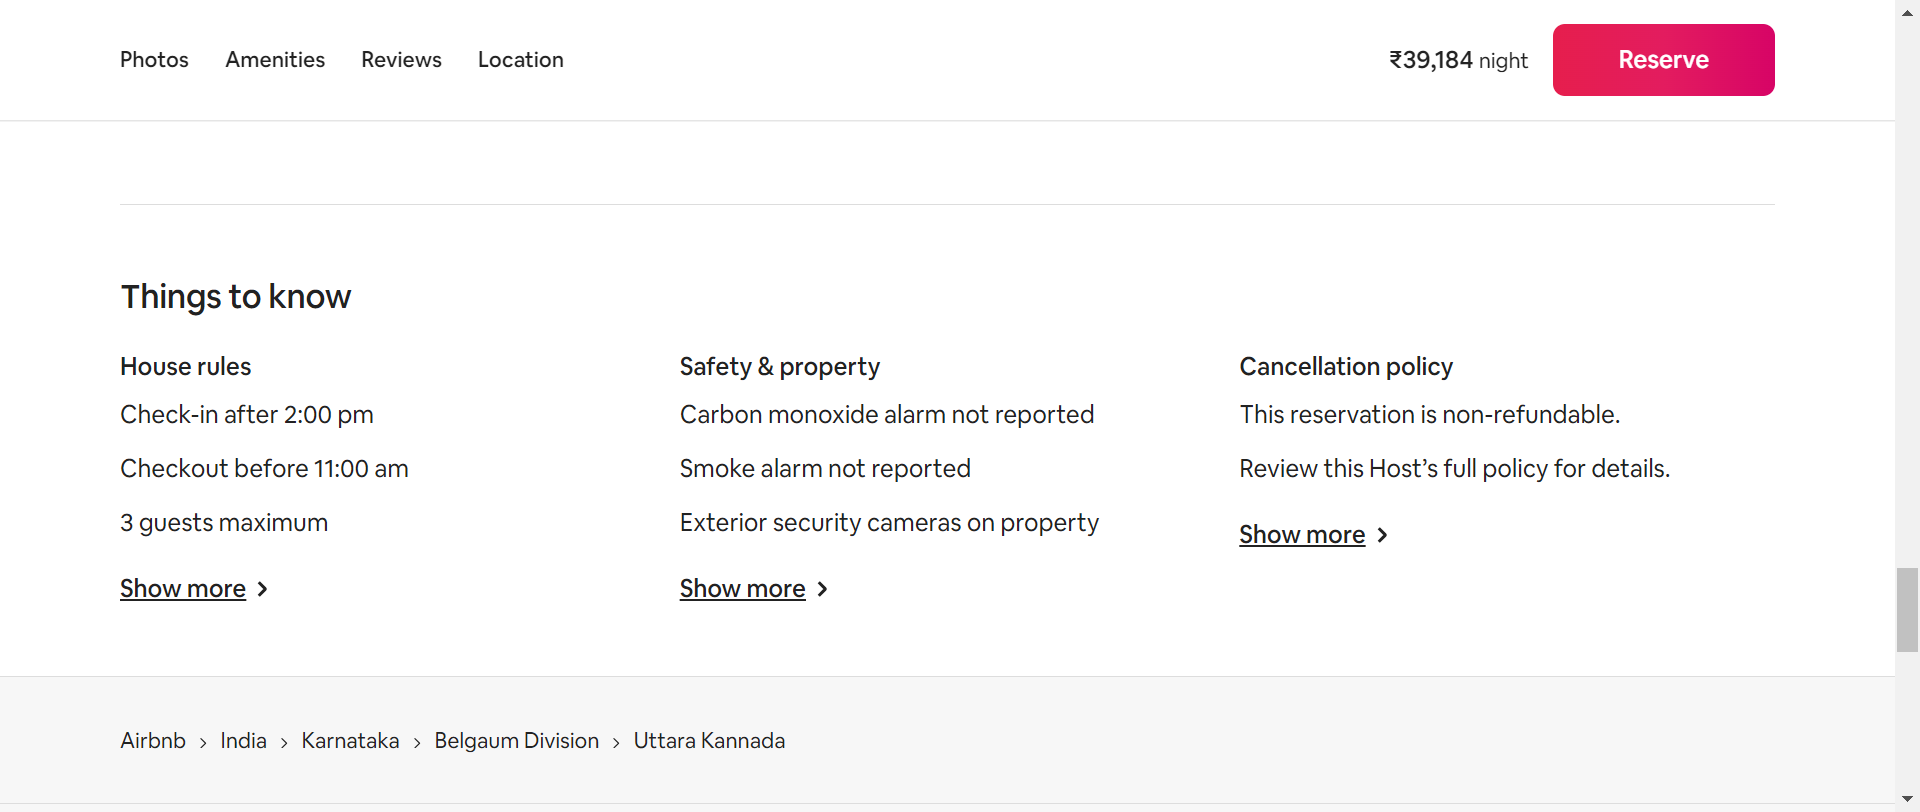 Photos Amenities Reviews Location ₹39,184 night Reserve
Things to know
House rules
Check-in after 2:00 pm
Checkout before 11:00 am
3 guests maximum
Show more
Safety & property
Carbon monoxide alarm not reported
Smoke alarm not reported
Exterior security cameras on property
Show more
Cancellation policy
This reservation is non-refundable.
Review this Host’s full policy for details.
Show more
Airbnb › India › Karnataka › Belgaum Division › Uttara Kannada